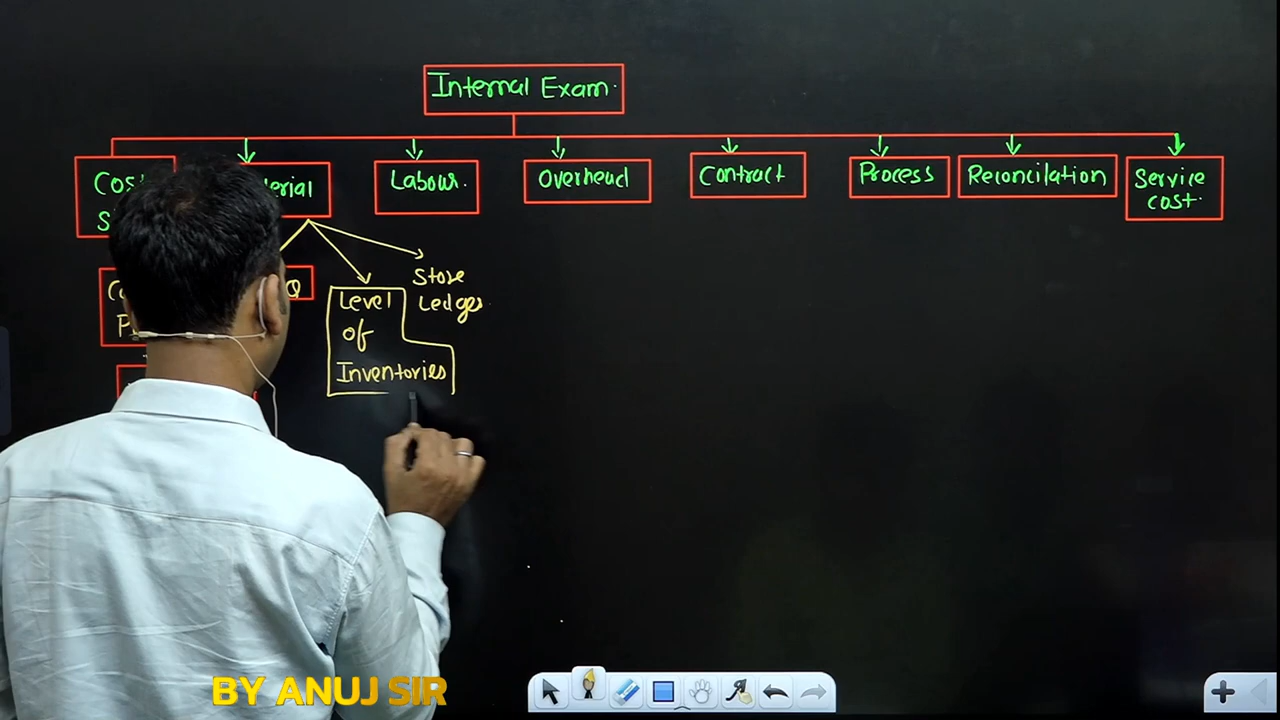 Internal Exam.
Labour.
Overhead
Contract
Process
Reconcilation
Service
cost.
Store
Ledger.
Level
of
Inventories
BY ANUJ SIR